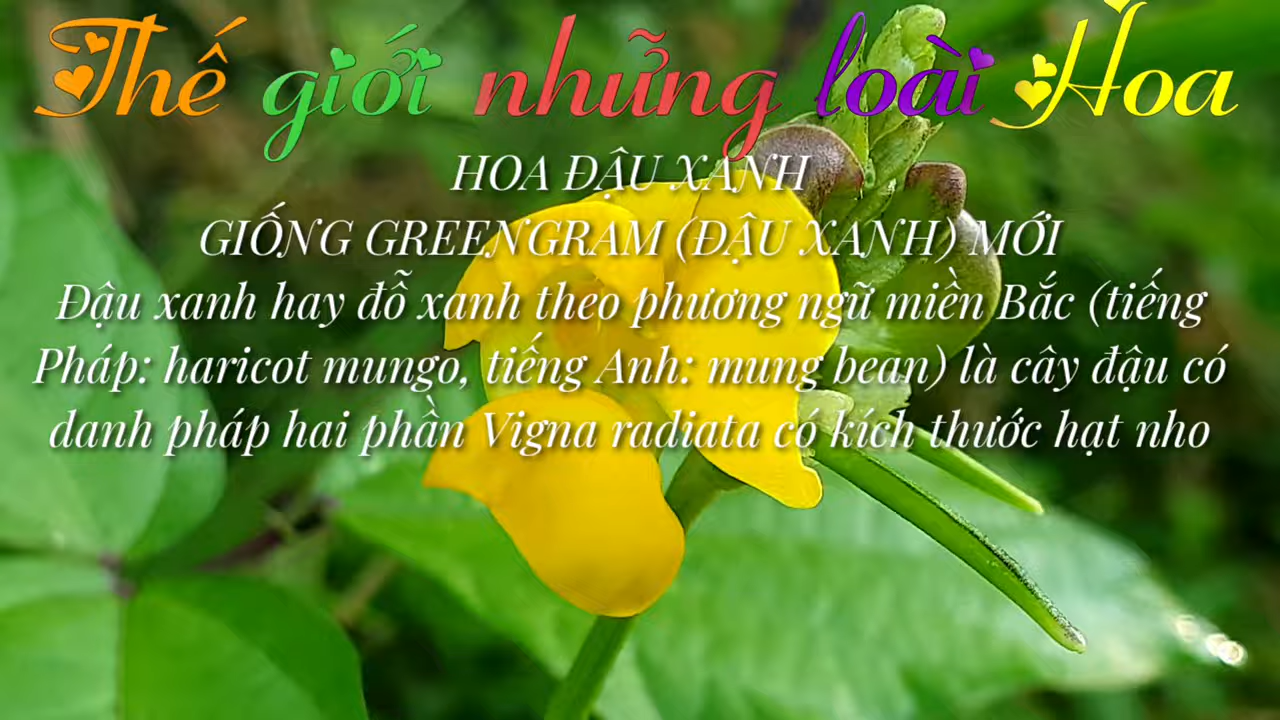 Thế giới những loài Hoa
HOA ĐẬU XANH
GIỐNG GREENGRAM (ĐẬU XANH) MỚI
Đậu xanh hay đỗ xanh theo phương ngữ miền Bắc (tiếng
Pháp: haricot mungo, tiếng Anh: mung bean) là cây đậu có
danh pháp hai phần Vigna radiata có kích thước hạt nho